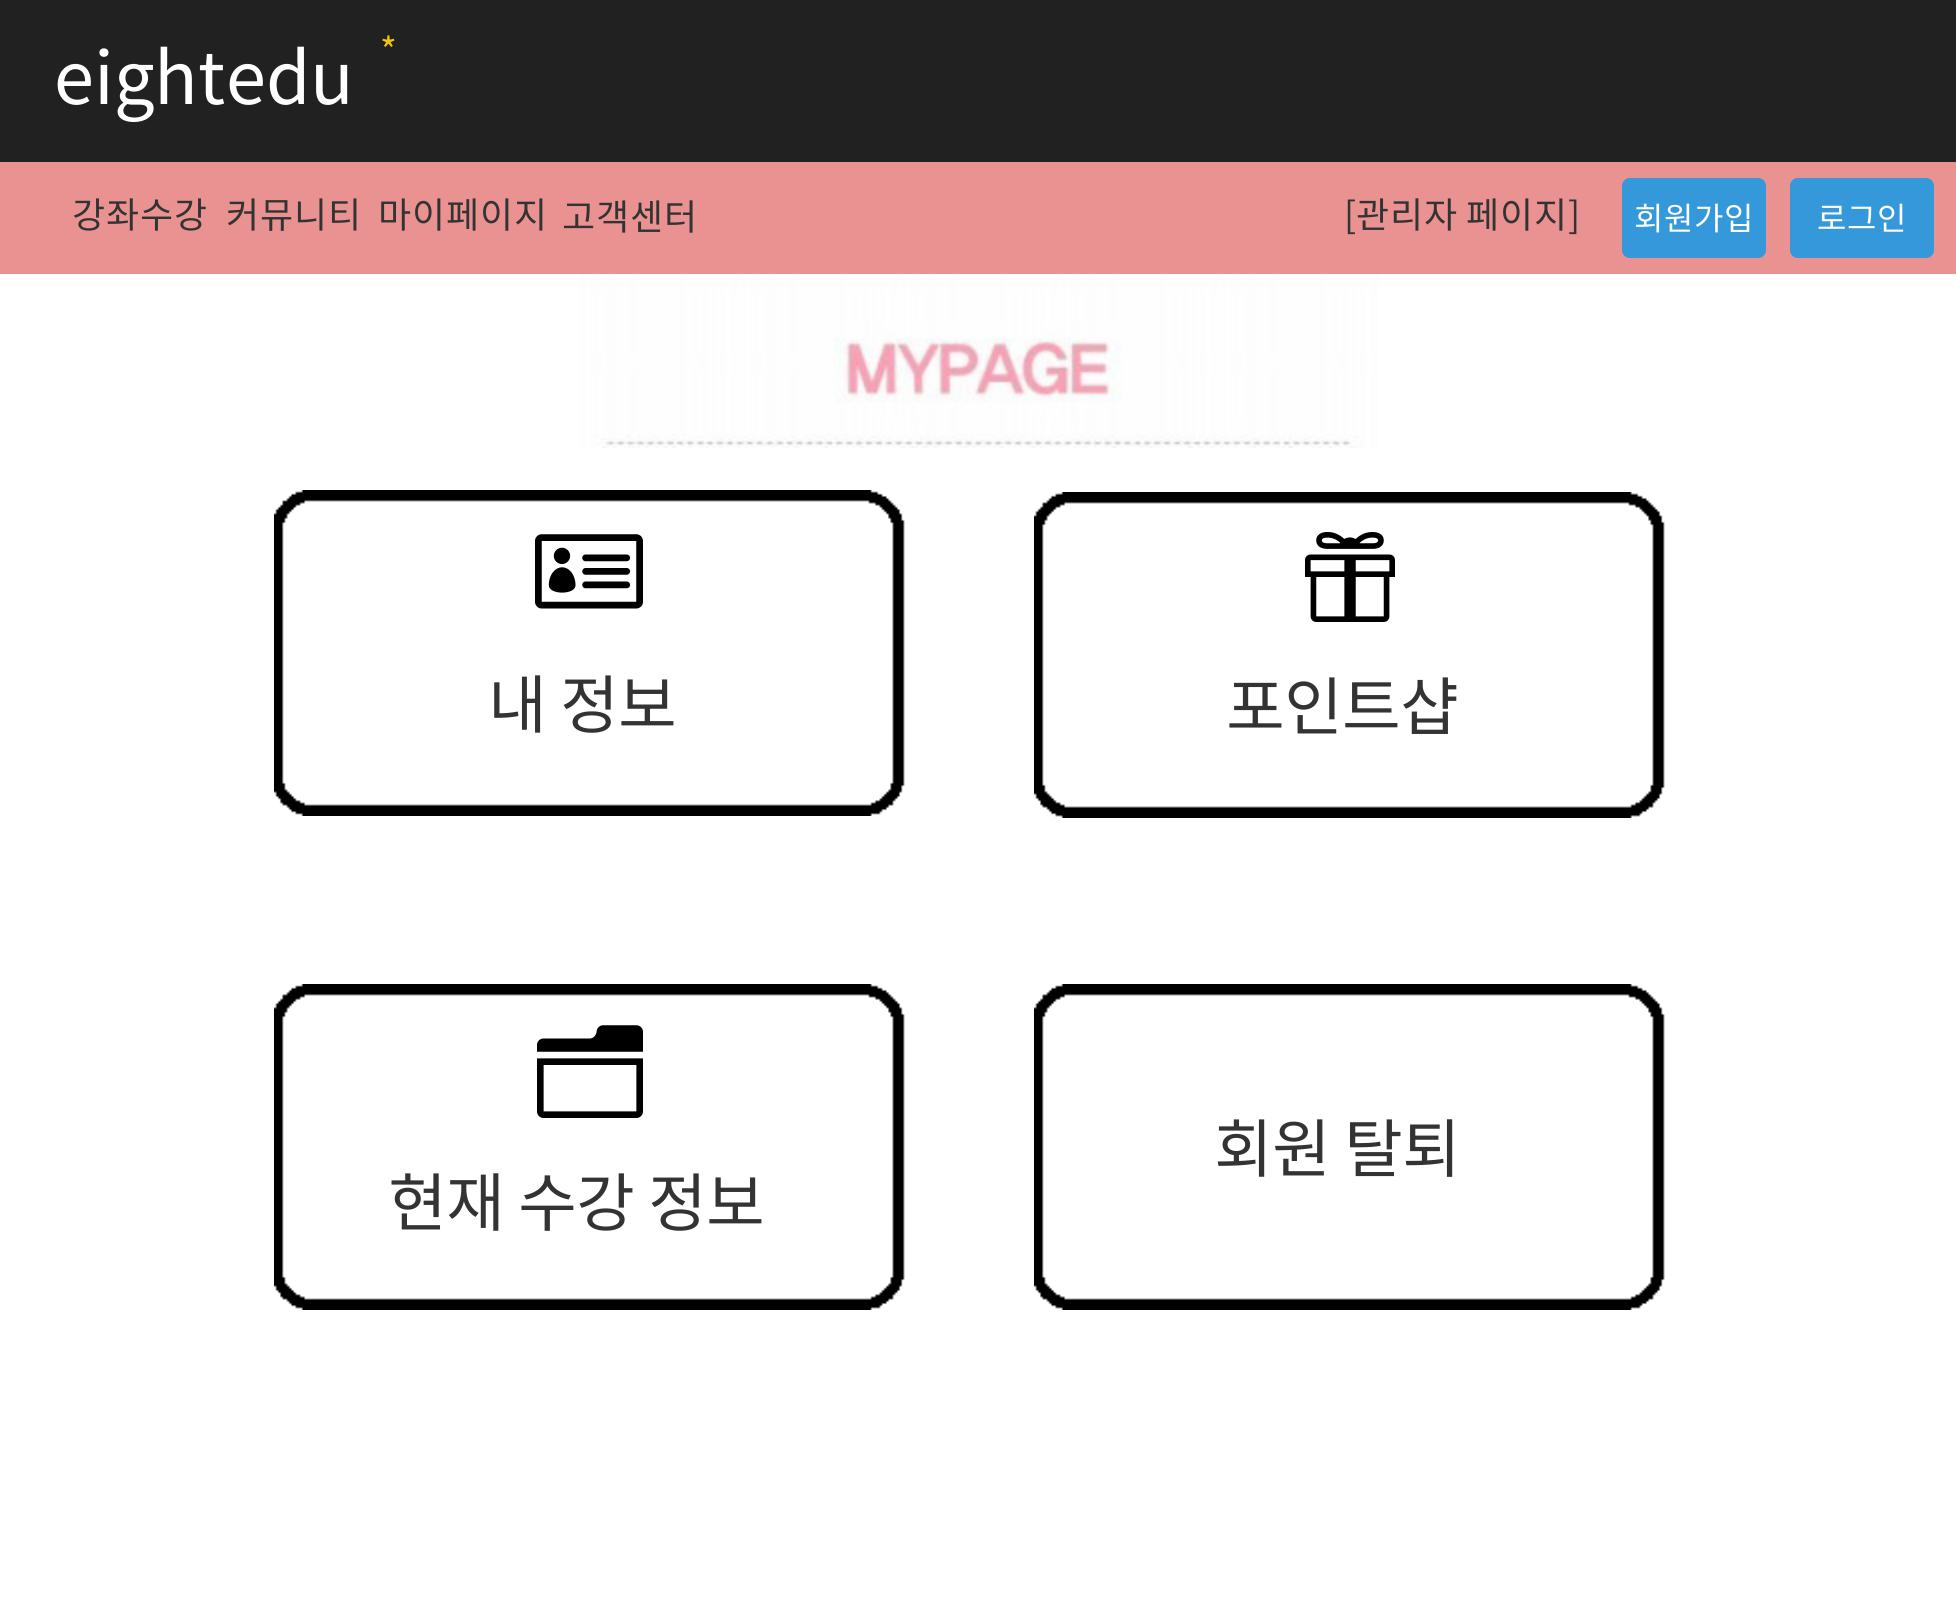 eightedu *
강좌수강 커뮤니티 마이페이지 고객센터 [관리자 페이지] 회원가입 로그인
MYPAGE
내 정보
포인트샵
현재 수강 정보
회원 탈퇴